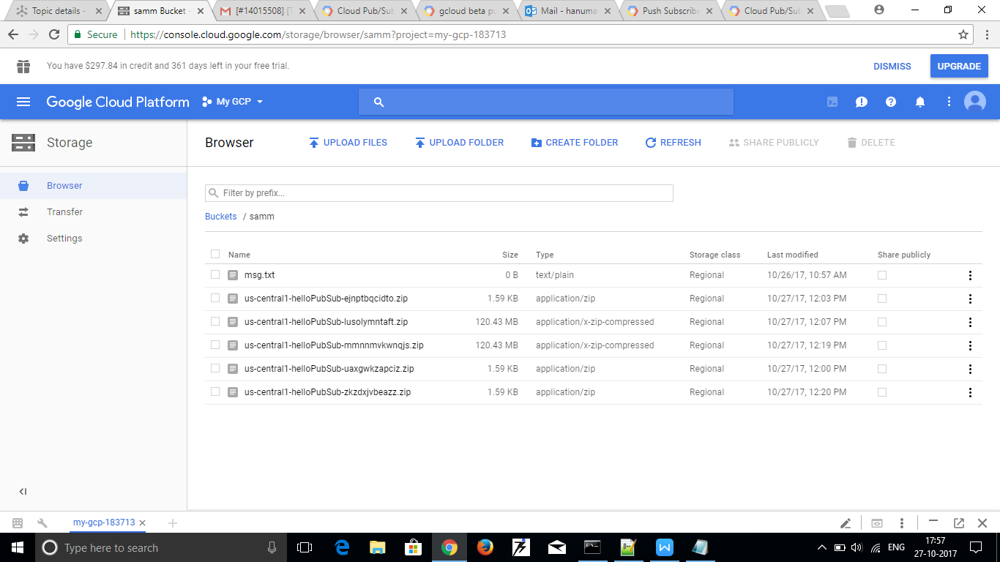 Topic details -
samm Bucket -
[#14015508] [T
Cloud Pub/Sub
gcloud beta pu
Mail - hanuma
Push Subscribe
Cloud Pub/Sub
Secure
https://console.cloud.google.com/storage/browser/samm?project=my-gcp-183713
You have $297.84 in credit and 361 days left in your free trial.
DISMISS
UPGRADE
Google Cloud Platform
My GCP
Storage
Browser
UPLOAD FILES
UPLOAD FOLDER
CREATE FOLDER
REFRESH
SHARE PUBLICLY
DELETE
Browser
Transfer
Settings
Filter by prefix...
Buckets / samm
Name Size Type Storage class Last modified Share publicly
msg.txt 0 B text/plain Regional 10/26/17, 10:57 AM
us-central1-helloPubSub-ejnptbqcidto.zip 1.59 KB application/zip Regional 10/27/17, 12:03 PM
us-central1-helloPubSub-lusolymntaft.zip 120.43 MB application/x-zip-compressed Regional 10/27/17, 12:07 PM
us-central1-helloPubSub-mmnnmvkwnqjs.zip 120.43 MB application/x-zip-compressed Regional 10/27/17, 12:19 PM
us-central1-helloPubSub-uaxgwkzapciz.zip 1.59 KB application/zip Regional 10/27/17, 12:00 PM
us-central1-helloPubSub-zkzdxjvbeazz.zip 1.59 KB application/zip Regional 10/27/17, 12:20 PM
my-gcp-183713
Type here to search
ENG
17:57
27-10-2017